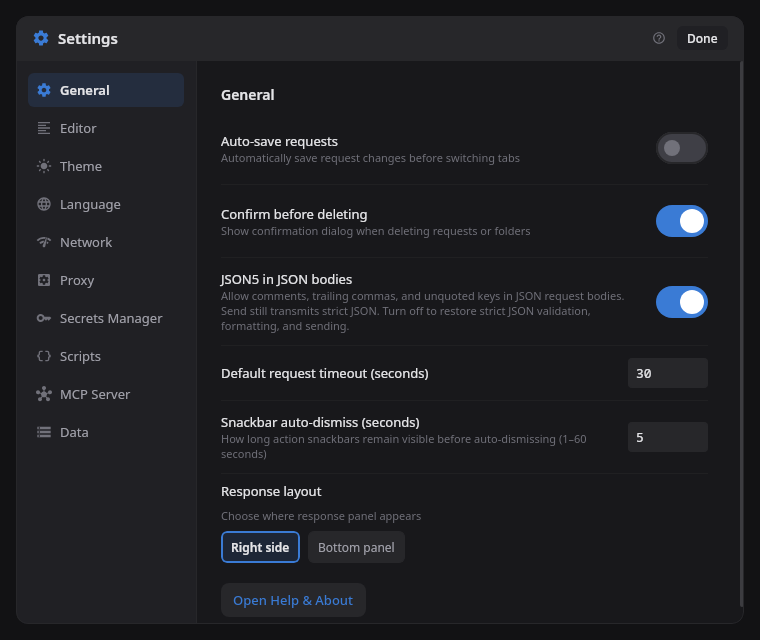 Settings
Done
General
Editor
Theme
Language
Network
Proxy
Secrets Manager
Scripts
MCP Server
Data
General
Auto-save requests
Automatically save request changes before switching tabs
Confirm before deleting
Show confirmation dialog when deleting requests or folders
JSON5 in JSON bodies
Allow comments, trailing commas, and unquoted keys in JSON request bodies.
Send still transmits strict JSON. Turn off to restore strict JSON validation,
formatting, and sending.
Default request timeout (seconds)
30
Snackbar auto-dismiss (seconds)
How long action snackbars remain visible before auto-dismissing (1–60
seconds)
5
Response layout
Choose where response panel appears
Right side
Bottom panel
Open Help & About